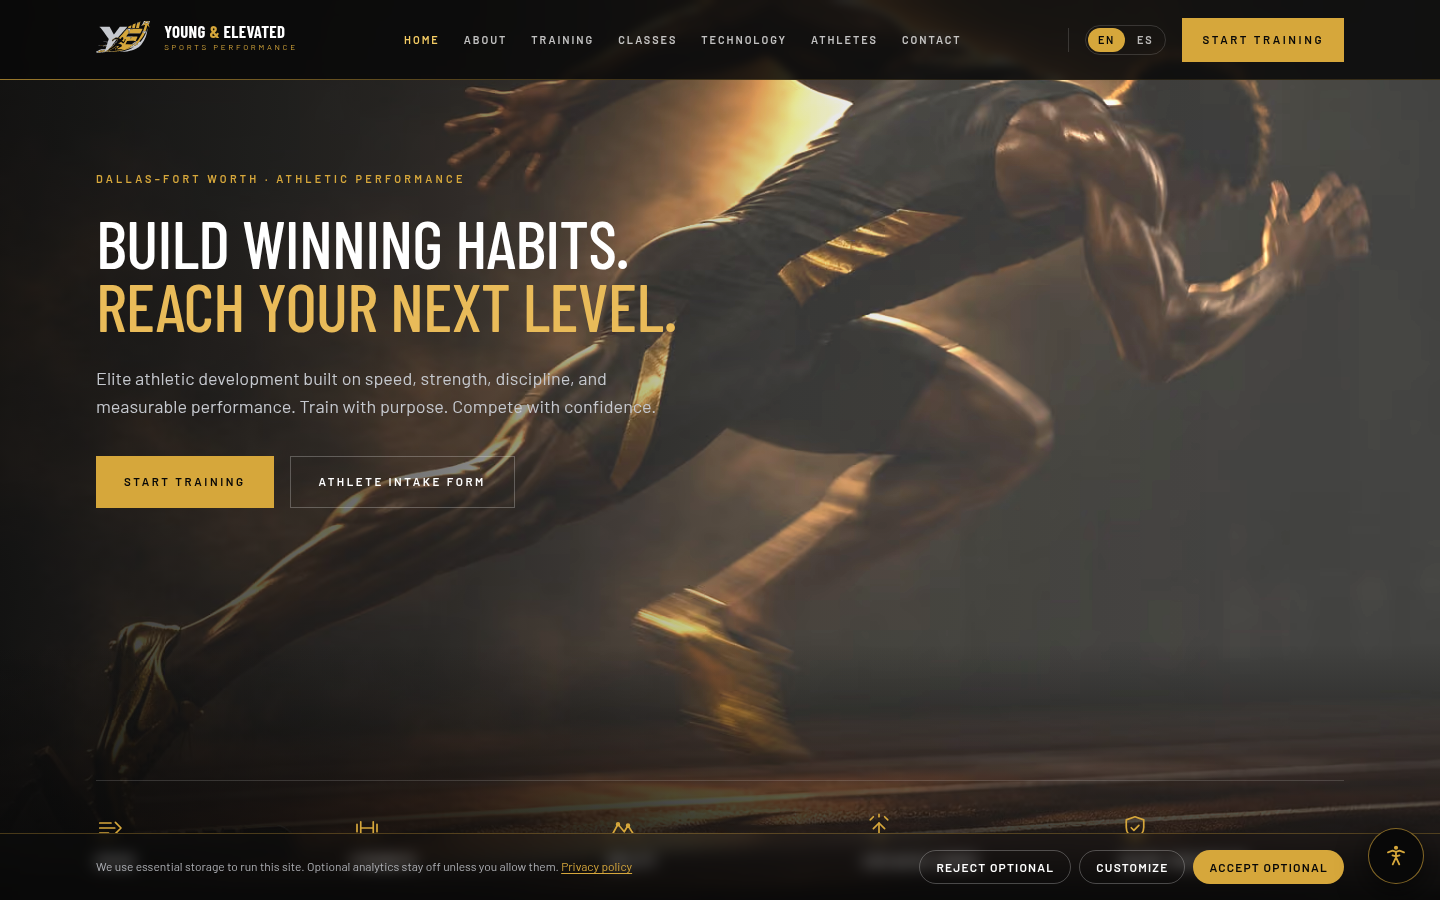 YE
YOUNG & ELEVATED
SPORTS PERFORMANCE
HOME
ABOUT
TRAINING
CLASSES
TECHNOLOGY
ATHLETES
CONTACT
EN
ES
START TRAINING
DALLAS-FORT WORTH · ATHLETIC PERFORMANCE
BUILD WINNING HABITS.
REACH YOUR NEXT LEVEL.
Elite athletic development built on speed, strength, discipline, and
measurable performance. Train with purpose. Compete with confidence.
START TRAINING
ATHLETE INTAKE FORM
We use essential storage to run this site. Optional analytics stay off unless you allow them. Privacy policy
REJECT OPTIONAL
CUSTOMIZE
ACCEPT OPTIONAL